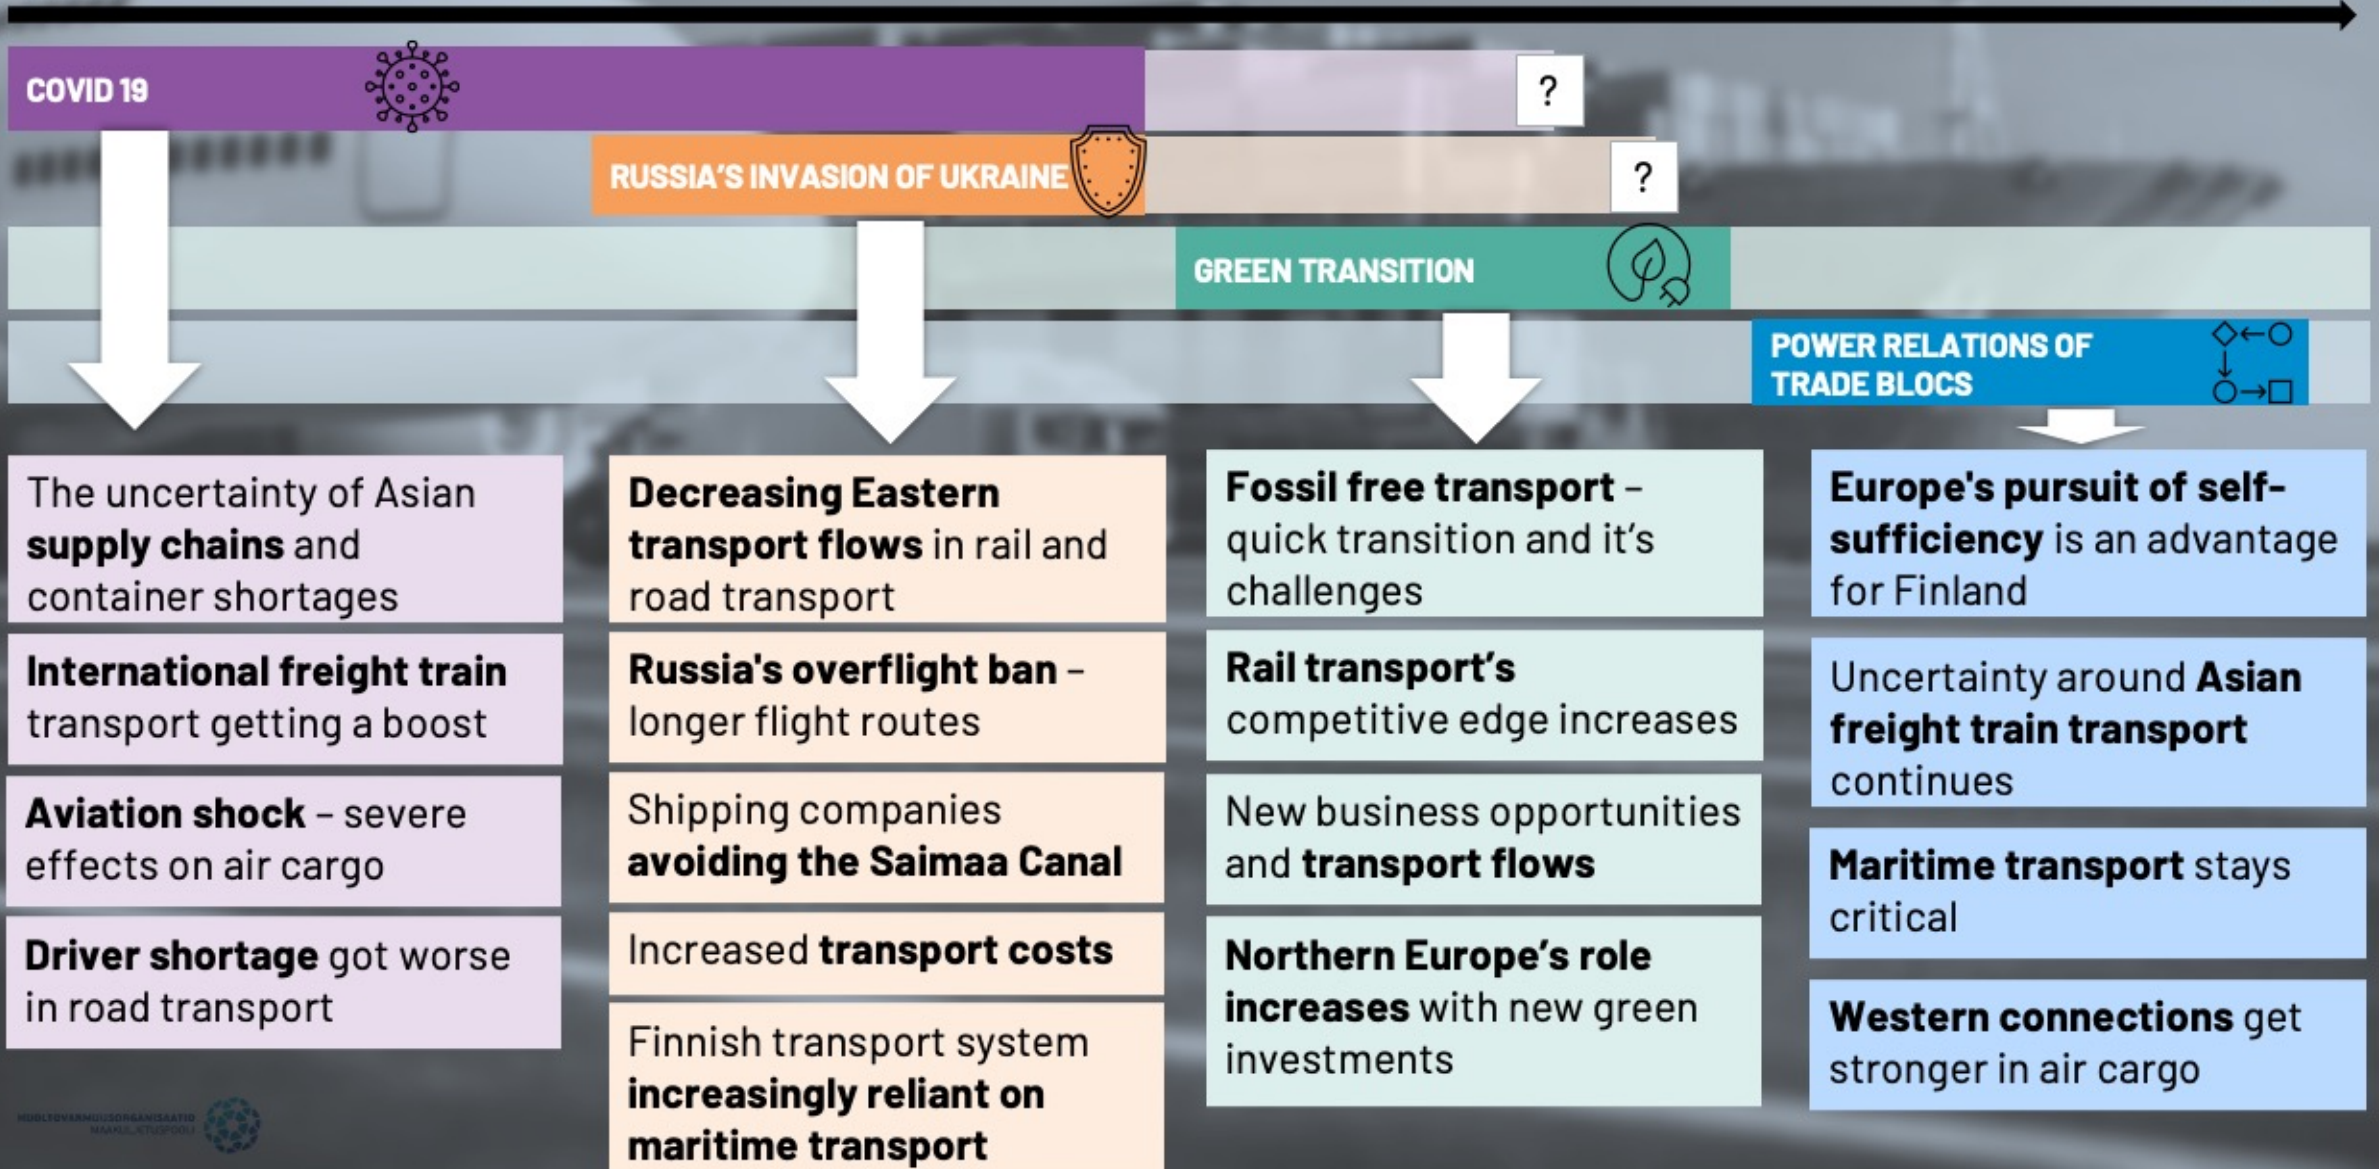 COVID 19
?
RUSSIA'S INVASION OF UKRAINE
?
GREEN TRANSITION
POWER RELATIONS OF
TRADE BLOCS
The uncertainty of Asian
supply chains and
container shortages
International freight train
transport getting a boost
Aviation shock – severe
effects on air cargo
Driver shortage got worse
in road transport
Decreasing Eastern
transport flows in rail and
road transport
Russia's overflight ban –
longer flight routes
Shipping companies
avoiding the Saimaa Canal
Increased transport costs
Finnish transport system
increasingly reliant on
maritime transport
Fossil free transport –
quick transition and it's
challenges
Rail transport's
competitive edge increases
New business opportunities
and transport flows
Northern Europe's role
increases with new green
investments
Europe's pursuit of self-
sufficiency is an advantage
for Finland
Uncertainty around Asian
freight train transport
continues
Maritime transport stays
critical
Western connections get
stronger in air cargo
HUOLTOVARMUUSORGANISAATIO
MAAKULJETUSPOOLI